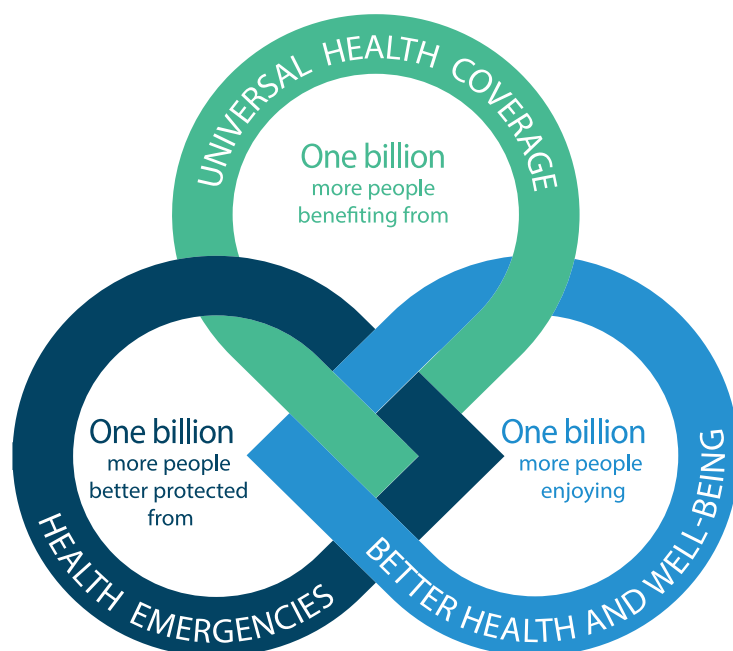 UNIVERSAL HEALTH COVERAGE
One billion
more people
benefiting from
One billion
more people
better protected
from
HEALTH EMERGENCIES
One billion
more people
enjoying
BETTER HEALTH AND WELL-BEING